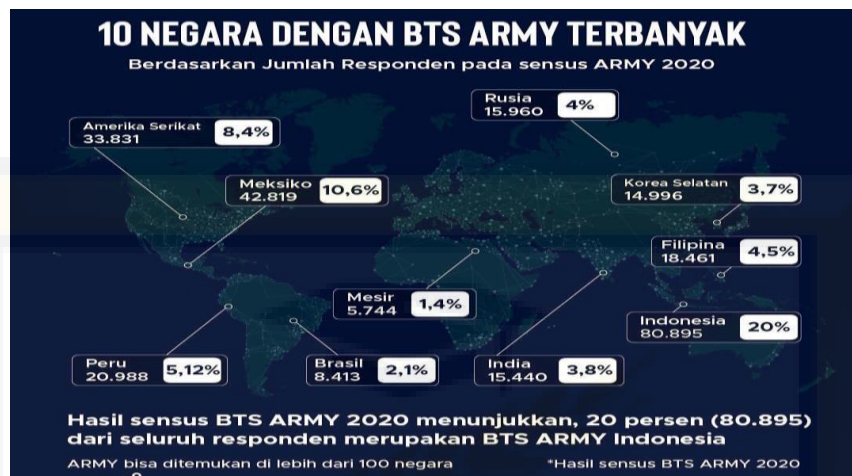 10 NEGARA DENGAN BTS ARMY TERBANYAK
Berdasarkan Jumlah Responden pada sensus ARMY 2020
Rusia
15.960
4%
Amerika Serikat
33.831
8,4%
Meksiko
42.819
10,6%
Korea Selatan
14.996
3,7%
Filipina
18.461
4,5%
Mesir
5.744
1,4%
Indonesia
80.895
20%
Peru
20.988
5,12%
Brasil
8.413
2,1%
India
15.440
3,8%
Hasil sensus BTS ARMY 2020 menunjukkan, 20 persen (80.895)
dari seluruh responden merupakan BTS ARMY Indonesia
ARMY bisa ditemukan di lebih dari 100 negara
*Hasil sensus BTS ARMY 2020